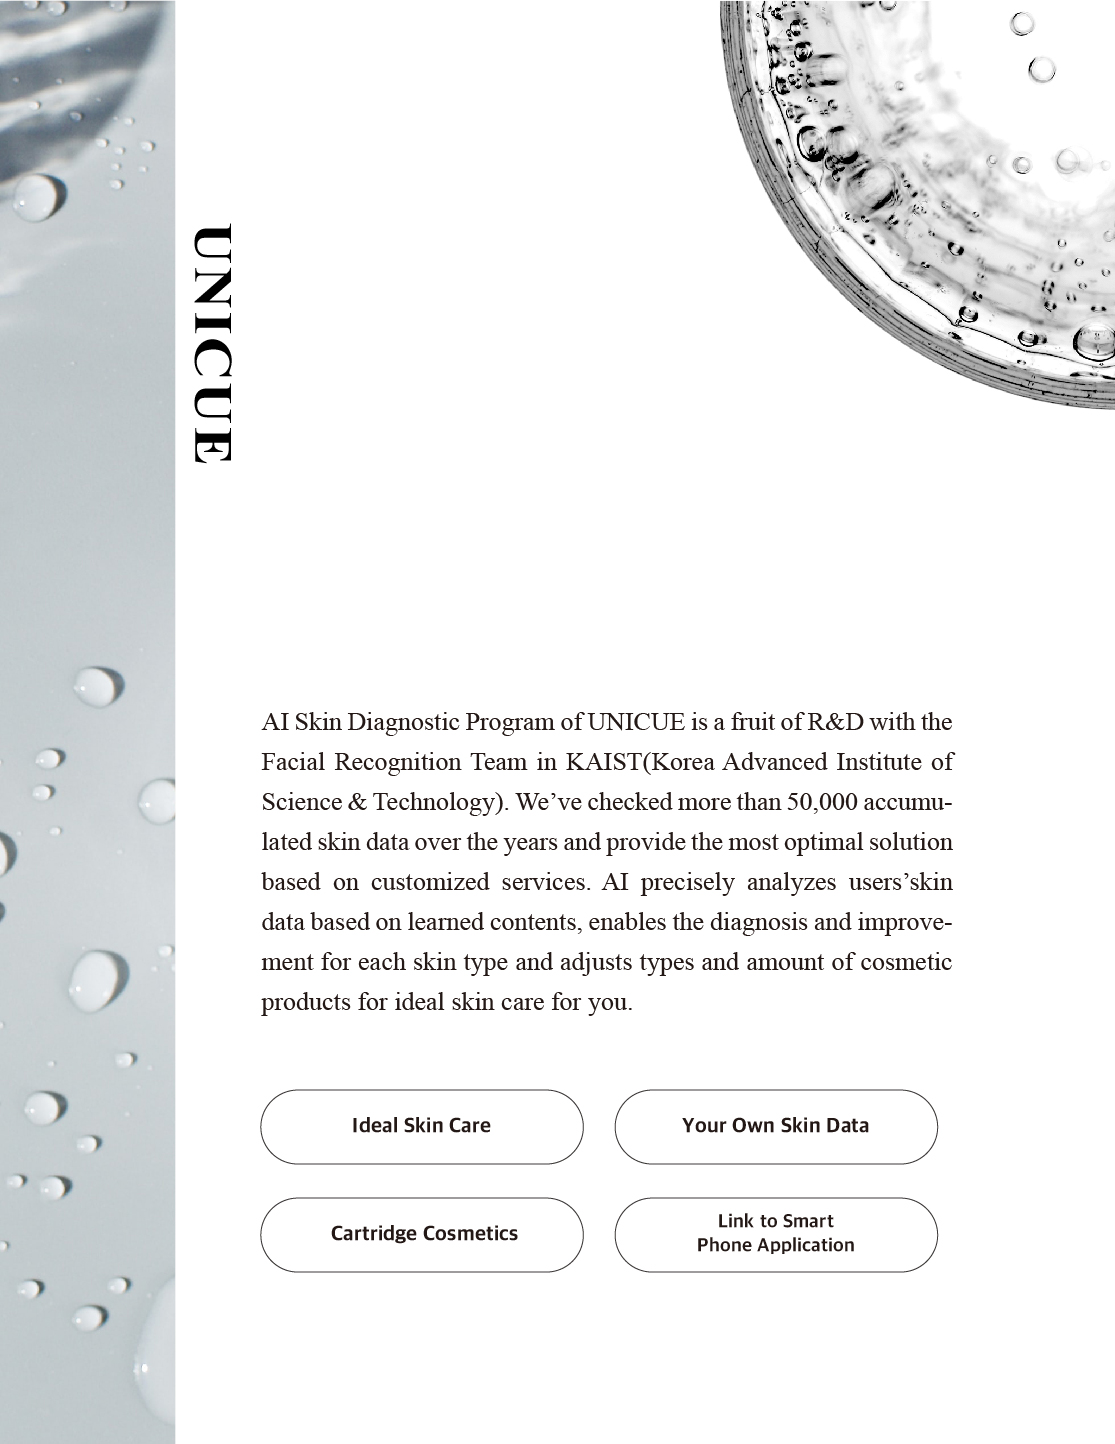 UNICUE
AI Skin Diagnostic Program of UNICUE is a fruit of R&D with the
Facial Recognition Team in KAIST(Korea Advanced Institute of
Science & Technology). We’ve checked more than 50,000 accumu-
lated skin data over the years and provide the most optimal solution
based on customized services. AI precisely analyzes users’skin
data based on learned contents, enables the diagnosis and improve-
ment for each skin type and adjusts types and amount of cosmetic
products for ideal skin care for you.
Ideal Skin Care
Your Own Skin Data
Cartridge Cosmetics
Link to Smart
Phone Application